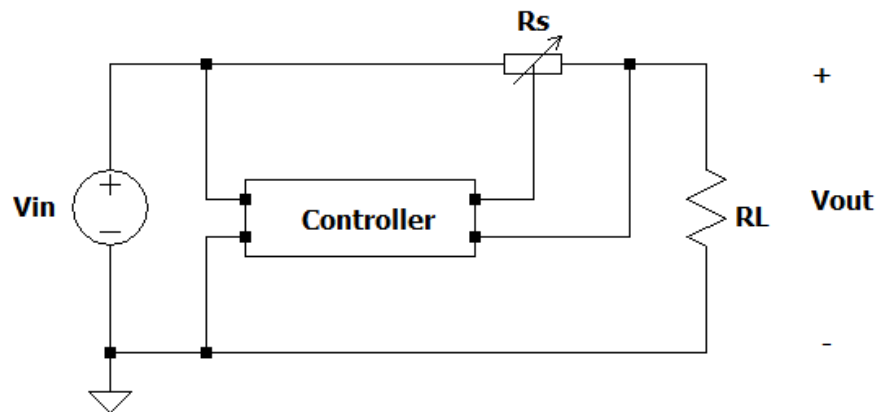 Rs
+
Vin
+
−
Controller
RL
Vout
-